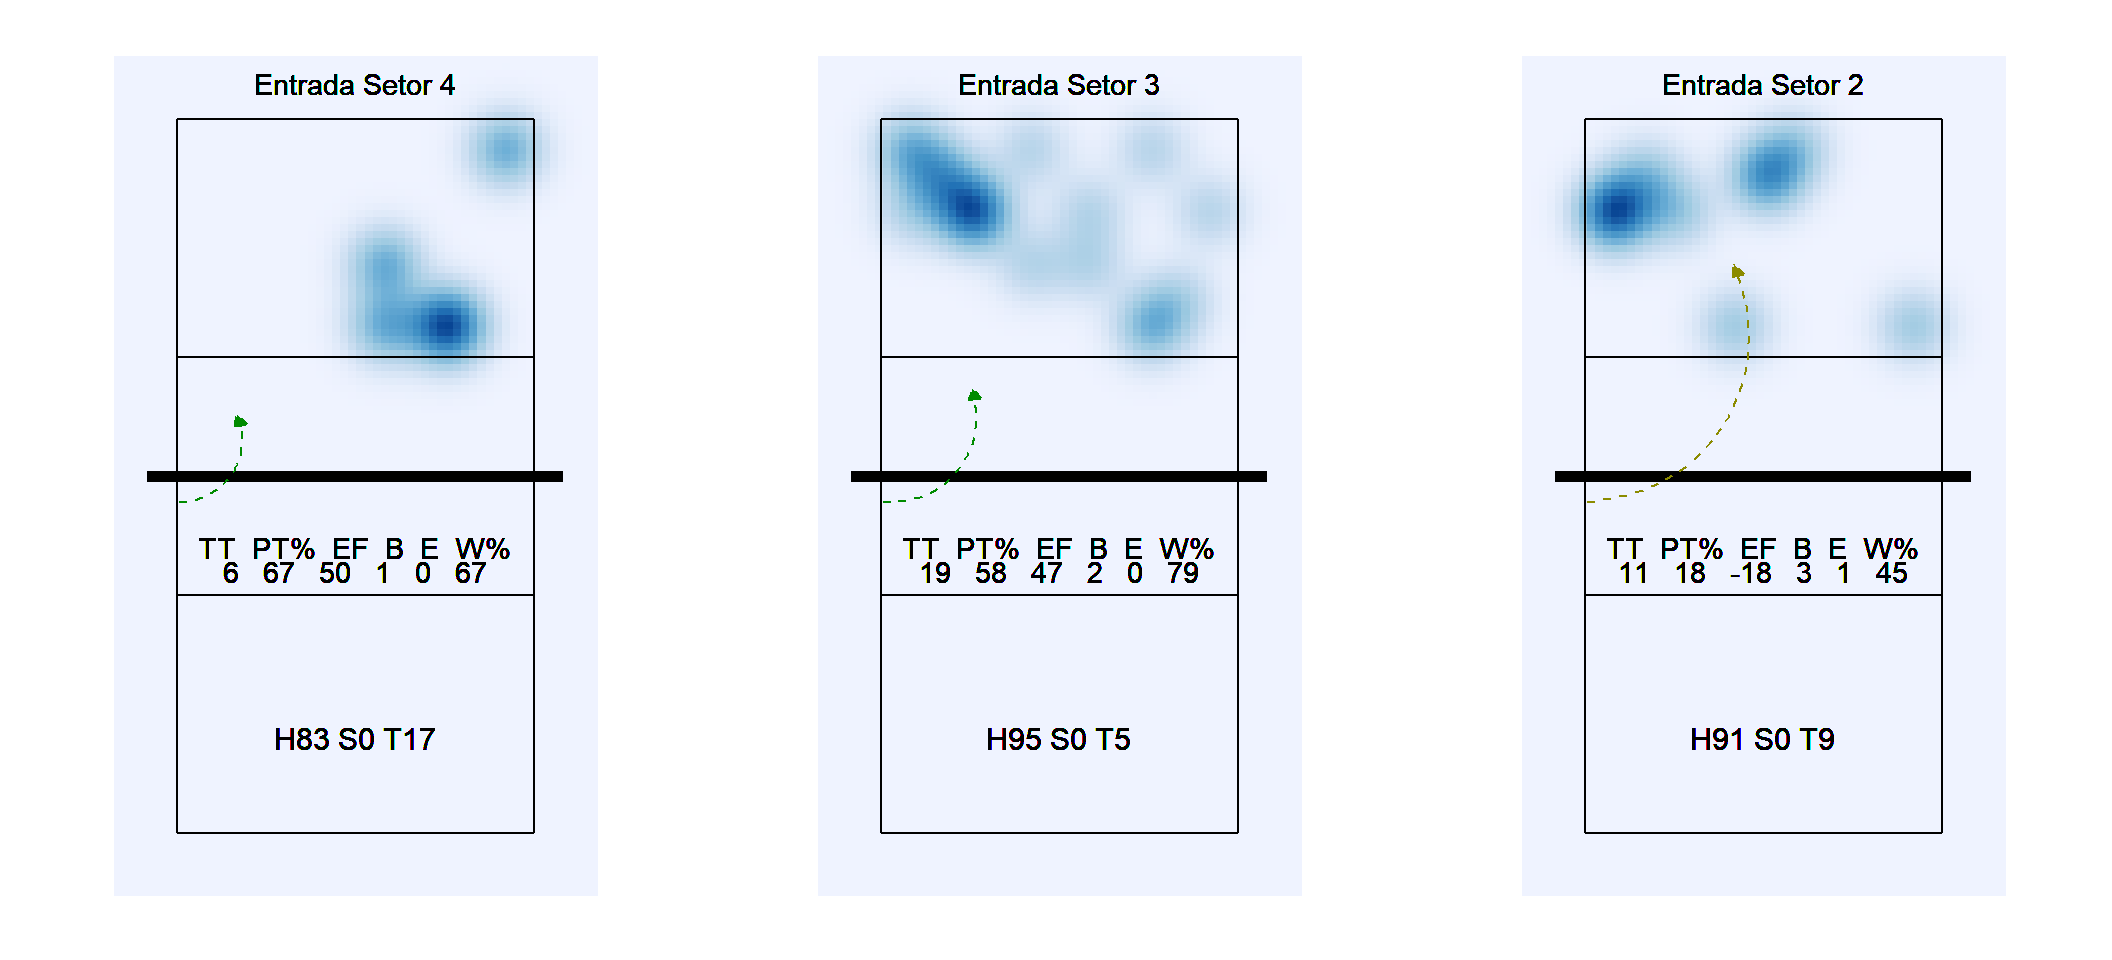 Entrada Setor 4
TT PT% EF B E W%
6 67 50 1 0 67
H83 S0 T17
Entrada Setor 3
TT PT% EF B E W%
19 58 47 2 0 79
H95 S0 T5
Entrada Setor 2
TT PT% EF B E W%
11 18 -18 3 1 45
H91 S0 T9